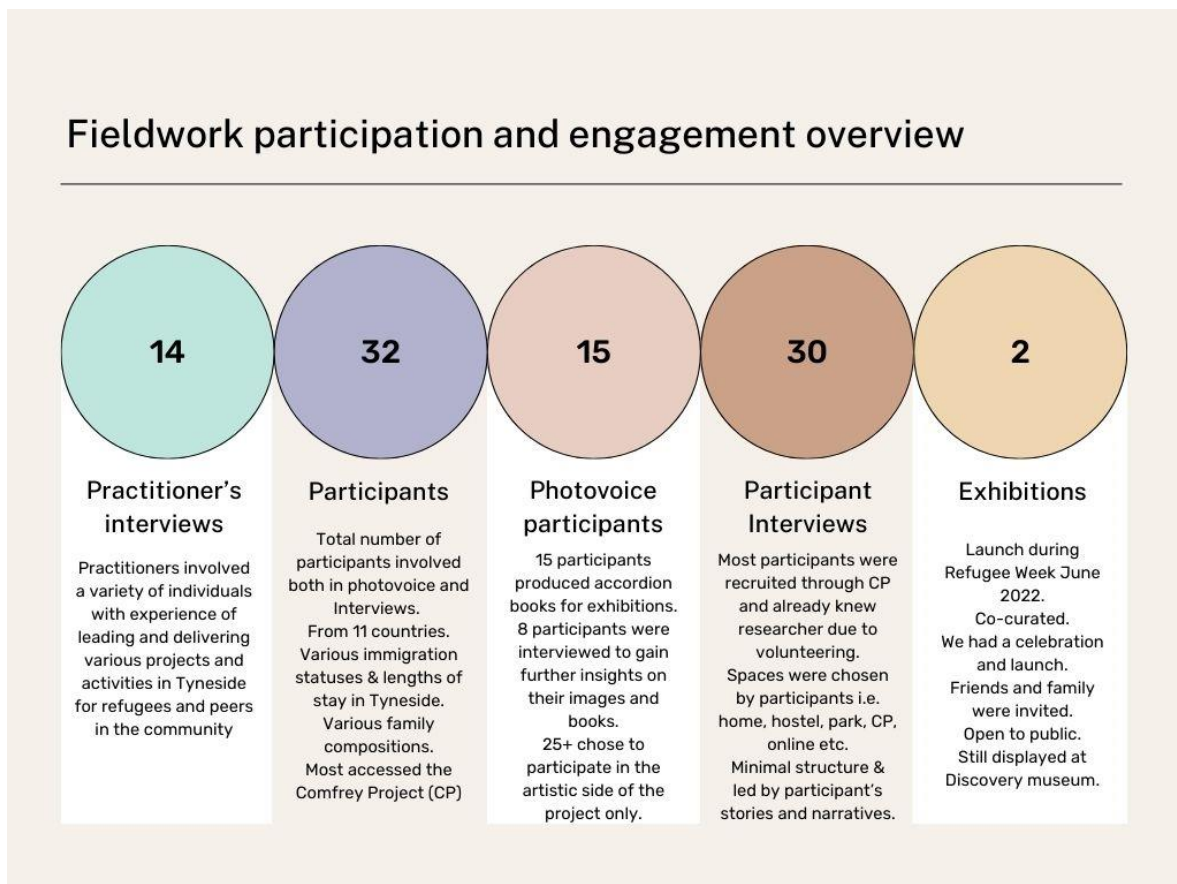 Fieldwork participation and engagement overview
14
32
15
30
2
Practitioner's
interviews
Practitioners involved
a variety of individuals
with experience of
leading and delivering
various projects and
activities in Tyneside
for refugees and peers
in the community
Participants
Total number of
participants involved
both in photovoice and
Interviews.
From 11 countries.
Various immigration
statuses & lengths of
stay in Tyneside.
Various family
compositions.
Most accessed the
Comfrey Project (CP)
Photovoice
participants
15 participants
produced accordion
books for exhibitions.
8 participants were
interviewed to gain
further insights on
their images and
books.
25+ chose to
participate in the
artistic side of the
project only.
Participant
Interviews
Most participants were
recruited through CP
and already knew
researcher due to
volunteering.
Spaces were chosen
by participants i.e.
home, hostel, park, CP,
online etc.
Minimal structure &
led by participant's
stories and narratives.
Exhibitions
Launch during
Refugee Week June
2022.
Co-curated.
We had a celebration
and launch.
Friends and family
were invited.
Open to public.
Still displayed at
Discovery museum.